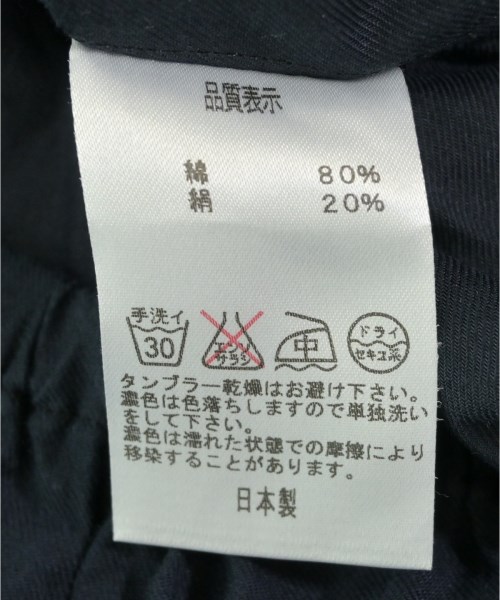 品質表示
綿 80%
絹 20%
手洗イ
30
エンソ
サラシ
中
ドライ
セキユ系
タンブラー乾燥はお避け下さい。
濃色は色落ちしますので単独洗い
をして下さい。
濃色は濡れた状態での摩擦により
移染することがあります。
日本製